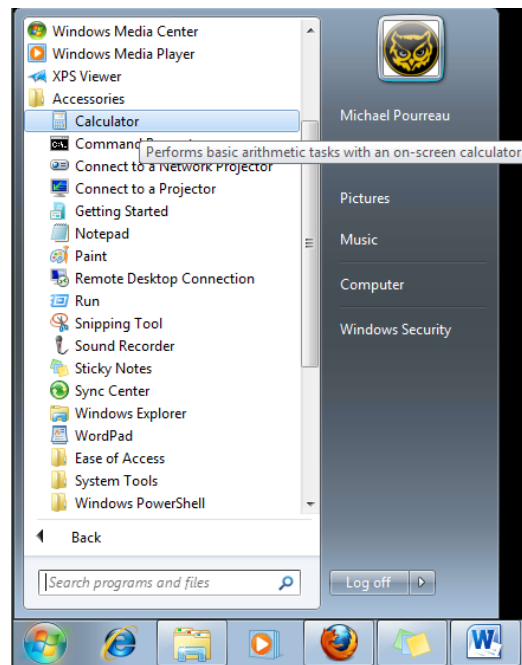 Windows Media Center
Windows Media Player
XPS Viewer
Accessories
Calculator
Command
Performs basic arithmetic tasks with an on-screen calculator
Connect to a Network Projector
Connect to a Projector
Getting Started
Notepad
Paint
Remote Desktop Connection
Run
Snipping Tool
Sound Recorder
Sticky Notes
Sync Center
Windows Explorer
WordPad
Ease of Access
System Tools
Windows PowerShell
Back
Search programs and files
Michael Pourreau
Pictures
Music
Computer
Windows Security
Log off